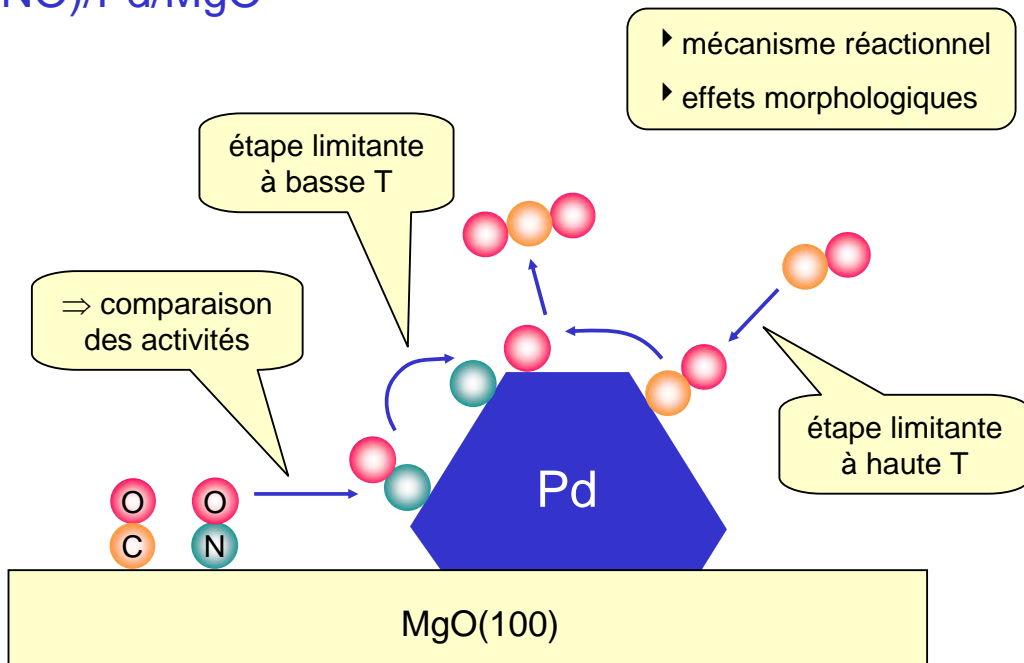 NO)/Pd/MgO
mécanisme réactionnel
effets morphologiques
étape limitante
à basse T
⇒ comparaison
des activités
étape limitante
à haute T
O O
C N
Pd
MgO(100)